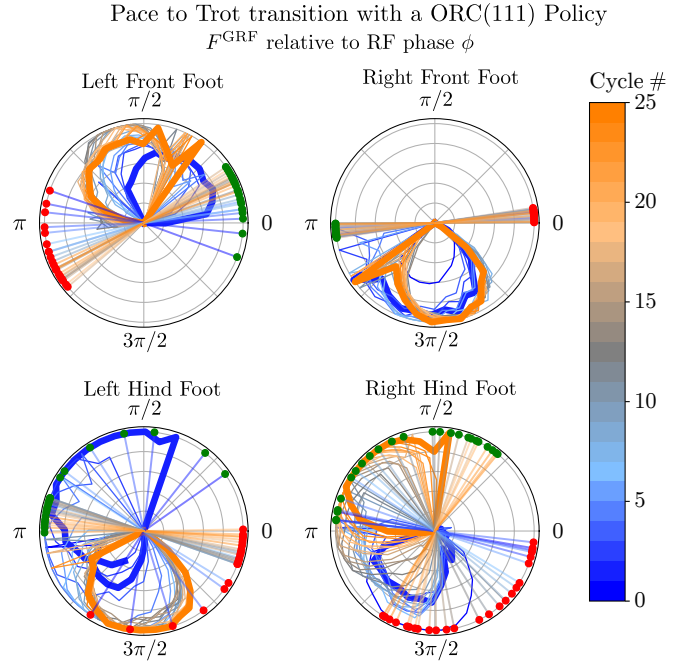 Pace to Trot transition with a ORC(111) Policy
F^GRF relative to RF phase ϕ
Left Front Foot
π/2
π
0
3π/2
Right Front Foot
π/2
π
0
3π/2
Left Hind Foot
π/2
π
0
3π/2
Right Hind Foot
π/2
π
0
3π/2
Cycle #
25
20
15
10
5
0